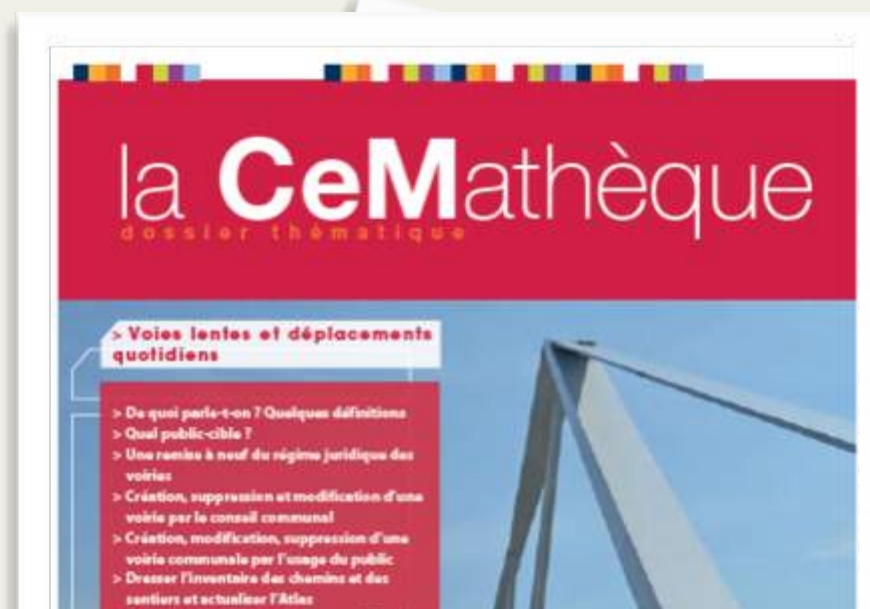 la CeMathèque
dossier thématique
> Voies lentes et déplacements
quotidiens
> De quoi parle-t-on ? Quelques définitions
> Quel public-cible ?
> Une remise à neuf du régime juridique des
voiries
> Création, suppression et modification d'une
voirie par le conseil communal
> Création, modification, suppression d'une
voirie communale par l'usage du public
> Dresser l'inventaire des chemins et des
sentiers et actualiser l'Atlas